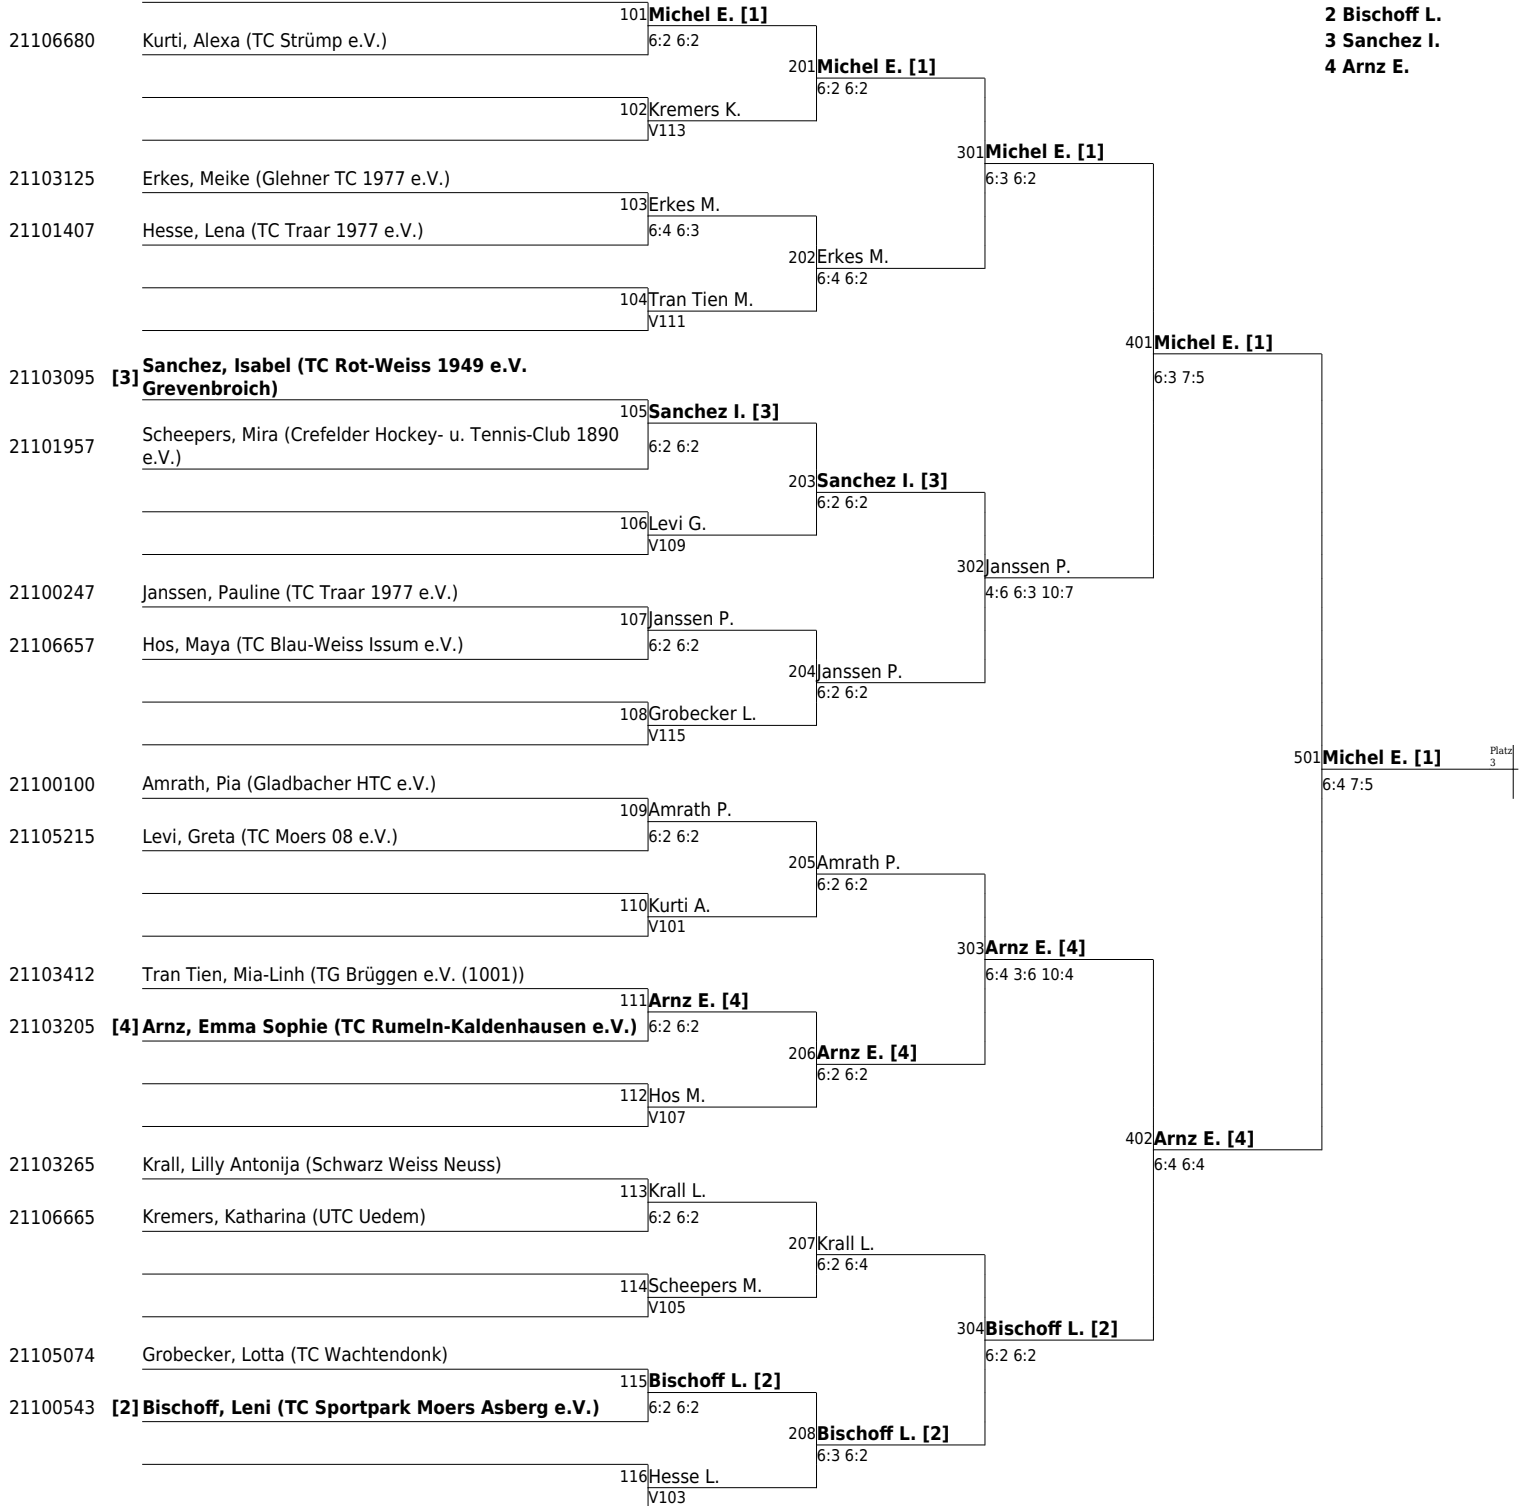 101 Michel E. [1]
2 Bischoff L.
21106680 Kurti, Alexa (TC Strümp e.V.)
6:2 6:2
3 Sanchez I.
201 Michel E. [1]
4 Arnz E.
6:2 6:2
102 Kremers K.
V113
301 Michel E. [1]
21103125 Erkes, Meike (Glehner TC 1977 e.V.)
6:3 6:2
103 Erkes M.
21101407 Hesse, Lena (TC Traar 1977 e.V.)
6:4 6:3
202 Erkes M.
6:4 6:2
104 Tran Tien M.
V111
401 Michel E. [1]
21103095 [3] Sanchez, Isabel (TC Rot-Weiss 1949 e.V.
Grevenbroich)
6:3 7:5
105 Sanchez I. [3]
21101957 Scheepers, Mira (Crefelder Hockey- u. Tennis-Club 1890
e.V.)
6:2 6:2
203 Sanchez I. [3]
6:2 6:2
106 Levi G.
V109
302 Janssen P.
21100247 Janssen, Pauline (TC Traar 1977 e.V.)
4:6 6:3 10:7
107 Janssen P.
21106657 Hos, Maya (TC Blau-Weiss Issum e.V.)
6:2 6:2
204 Janssen P.
6:2 6:2
108 Grobecker L.
V115
501 Michel E. [1]
Platz
3
21100100 Amrath, Pia (Gladbacher HTC e.V.)
6:4 7:5
109 Amrath P.
21105215 Levi, Greta (TC Moers 08 e.V.)
6:2 6:2
205 Amrath P.
6:2 6:2
110 Kurti A.
V101
303 Arnz E. [4]
21103412 Tran Tien, Mia-Linh (TG Brüggen e.V. (1001))
6:4 3:6 10:4
111 Arnz E. [4]
21103205 [4] Arnz, Emma Sophie (TC Rumeln-Kaldenhausen e.V.)
6:2 6:2
206 Arnz E. [4]
6:2 6:2
112 Hos M.
V107
402 Arnz E. [4]
21103265 Krall, Lilly Antonija (Schwarz Weiss Neuss)
6:4 6:4
113 Krall L.
21106665 Kremers, Katharina (UTC Uedem)
6:2 6:2
207 Krall L.
6:2 6:4
114 Scheepers M.
V105
304 Bischoff L. [2]
21105074 Grobecker, Lotta (TC Wachtendonk)
6:2 6:2
115 Bischoff L. [2]
21100543 [2] Bischoff, Leni (TC Sportpark Moers Asberg e.V.)
6:2 6:2
208 Bischoff L. [2]
6:3 6:2
116 Hesse L.
V103